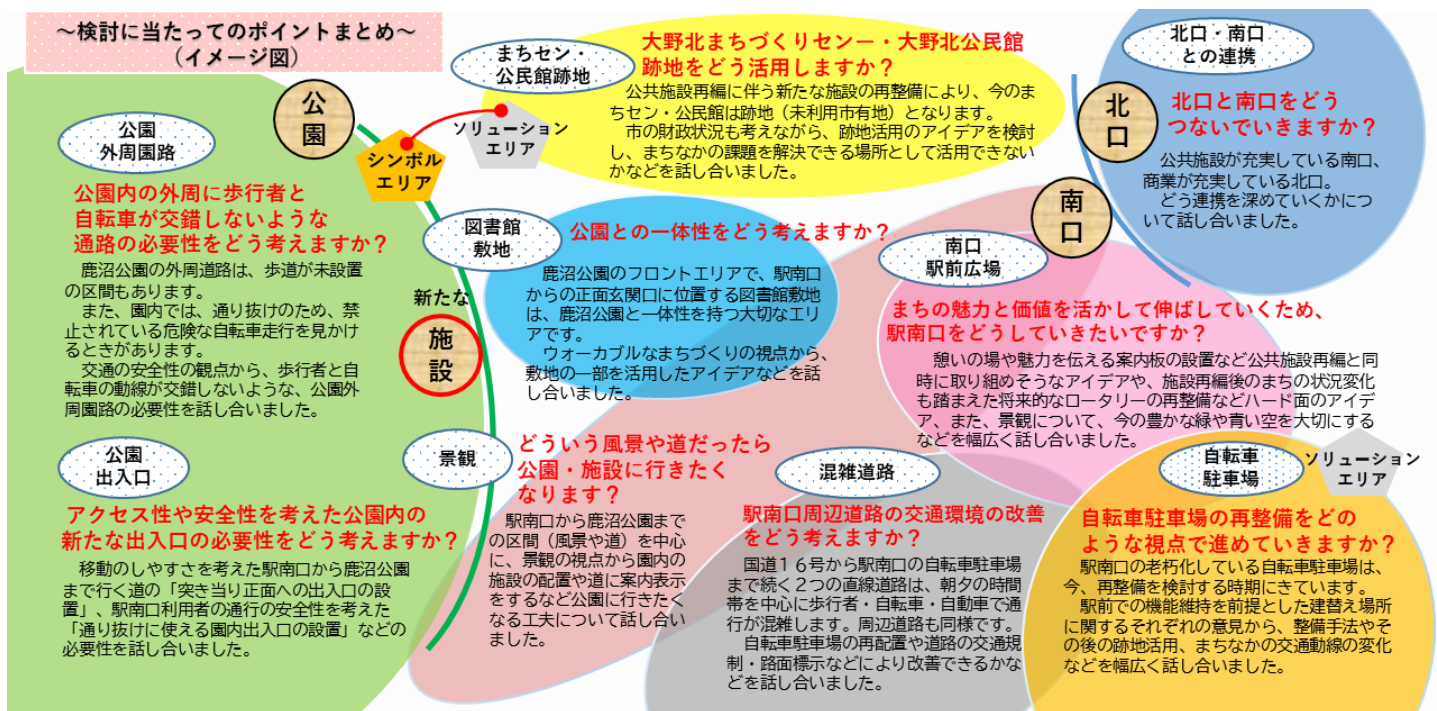 ~検討に当たってのポイントまとめ~
（イメージ図）
公園
公園
外周園路
公園内の外周に歩行者と
自転車が交錯しないような
通路の必要性をどう考えますか？
鹿沼公園の外周道路は、歩道が未設置
の区間もあります。
また、園内では、通り抜けのため、禁
止されている危険な自転車走行を見かけ
るときがあります。
交通の安全性の観点から、歩行者と自
転車の動線が交錯しないような、公園外
周園路の必要性を話し合いました。
公園
出入口
アクセス性や安全性を考えた公園内の
新たな出入口の必要性をどう考えますか？
移動のしやすさを考えた駅南口から鹿沼公園
まで行く道の「突き当り正面への出入口の設
置」、駅南口利用者の通行の安全性を考えた
「通り抜けに使える園内出入口の設置」などの
必要性を話し合いました。
シンボル
エリア
ソリューション
エリア
まちセン・
公民館跡地
大野北まちづくりセンー・大野北公民館
跡地をどう活用しますか？
公共施設再編に伴う新たな施設の再整備により、今のま
ちセン・公民館は跡地（未利用市有地）となります。
市の財政状況も考えながら、跡地活用のアイデアを検討
し、まちなかの課題を解決できる場所として活用できない
かなどを話し合いました。
図書館
敷地
公園との一体性をどう考えますか？
鹿沼公園のフロントエリアで、駅南口
からの正面玄関口に位置する図書館敷地
は、鹿沼公園と一体性を持つ大切なエリ
アです。
ウォーカブルなまちづくりの視点から、
敷地の一部を活用したアイデアなどを話
し合いました。
新たな
施設
景観
どういう風景や道だったら
公園・施設に行きたく
なります？
駅南口から鹿沼公園まで
の区間（風景や道）を中心
に、景観の視点から園内の
施設の配置や道に案内表示
をするなど公園に行きたく
なる工夫について話し合い
ました。
北口・南口
との連携
北口
北口と南口をどう
つないでいきますか？
公共施設が充実している南口、
商業が充実している北口。
どう連携を深めていくかにつ
いて話し合いました。
南口
南口
駅前広場
まちの魅力と価値を活かして伸ばしていくため、
駅南口をどうしていきたいですか？
憩いの場や魅力を伝える案内板の設置など公共施設再編と同
時に取り組めそうなアイデアや、施設再編後のまちの状況変化
も踏まえた将来的なロータリーの再整備などハード面のアイデ
ア、また、景観について、今の豊かな緑や青い空を大切にする
などを幅広く話し合いました。
混雑道路
駅南口周辺道路の交通環境の改善
をどう考えますか？
国道１６号から駅南口の自転車駐車場
まで続く２つの直線道路は、朝夕の時間
帯を中心に歩行者・自転車・自動車で通
行が混雑します。周辺道路も同様です。
自転車駐車場の再配置や道路の交通規
制・路面標示などにより改善できるかな
どを話し合いました。
自転車
駐車場
ソリューション
エリア
自転車駐車場の再整備をどの
ような視点で進めていきますか？
駅南口の老朽化している自転車駐車場は、
今、再整備を検討する時期にきています。
駅前での機能維持を前提とした建替え場所
に関するそれぞれの意見から、整備手法やそ
の後の跡地活用、まちなかの交通動線の変化
などを幅広く話し合いました。